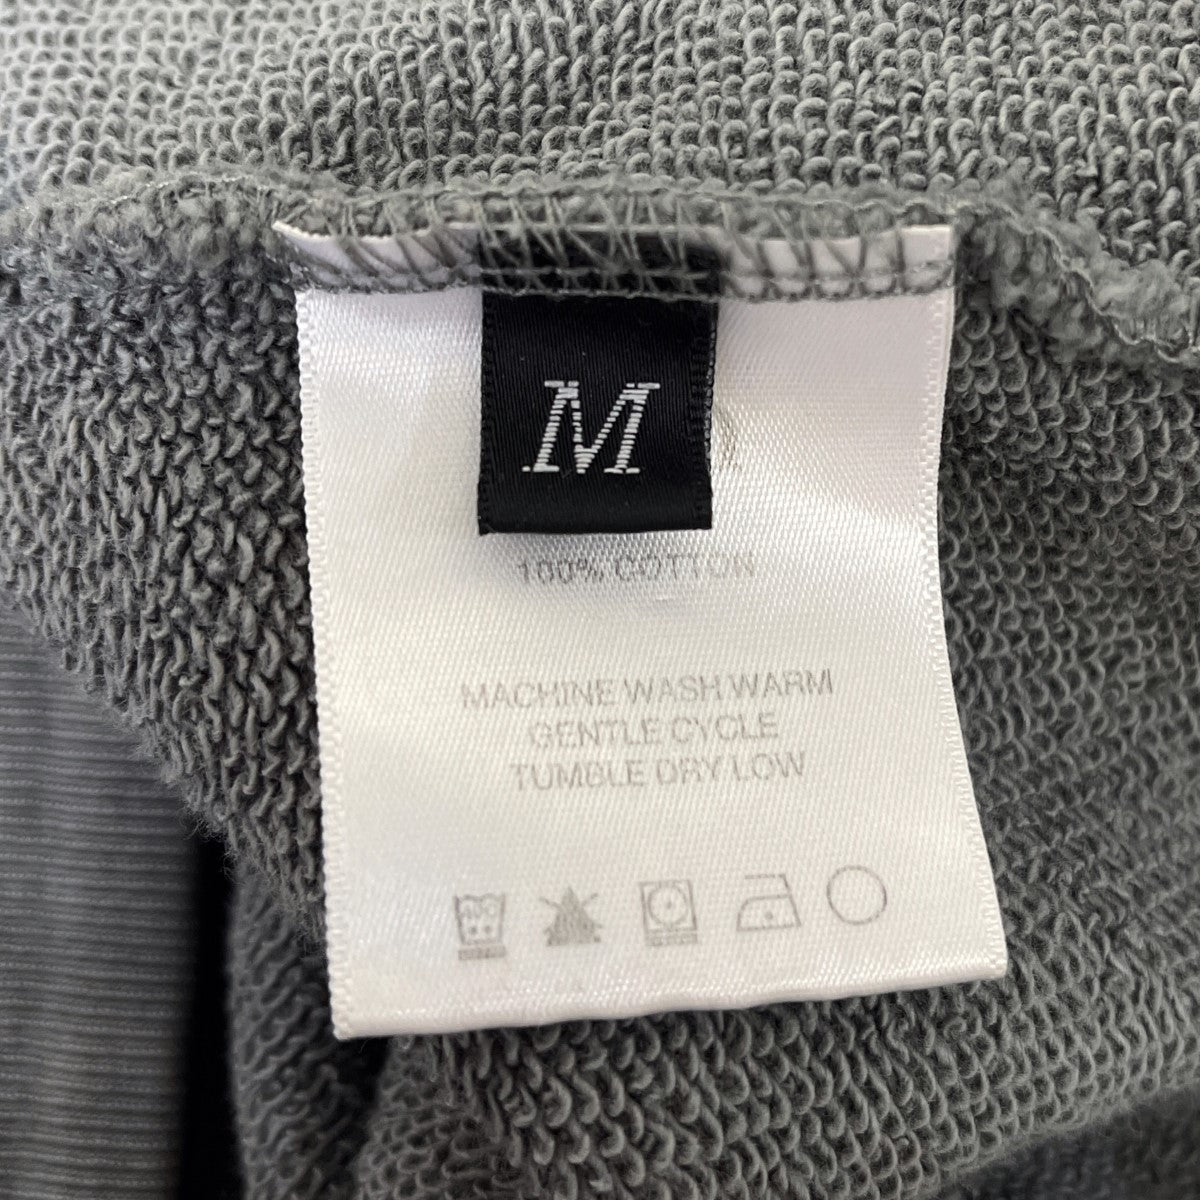 M
100% COTTON
MACHINE WASH WARM
GENTLE CYCLE
TUMBLE DRY LOW